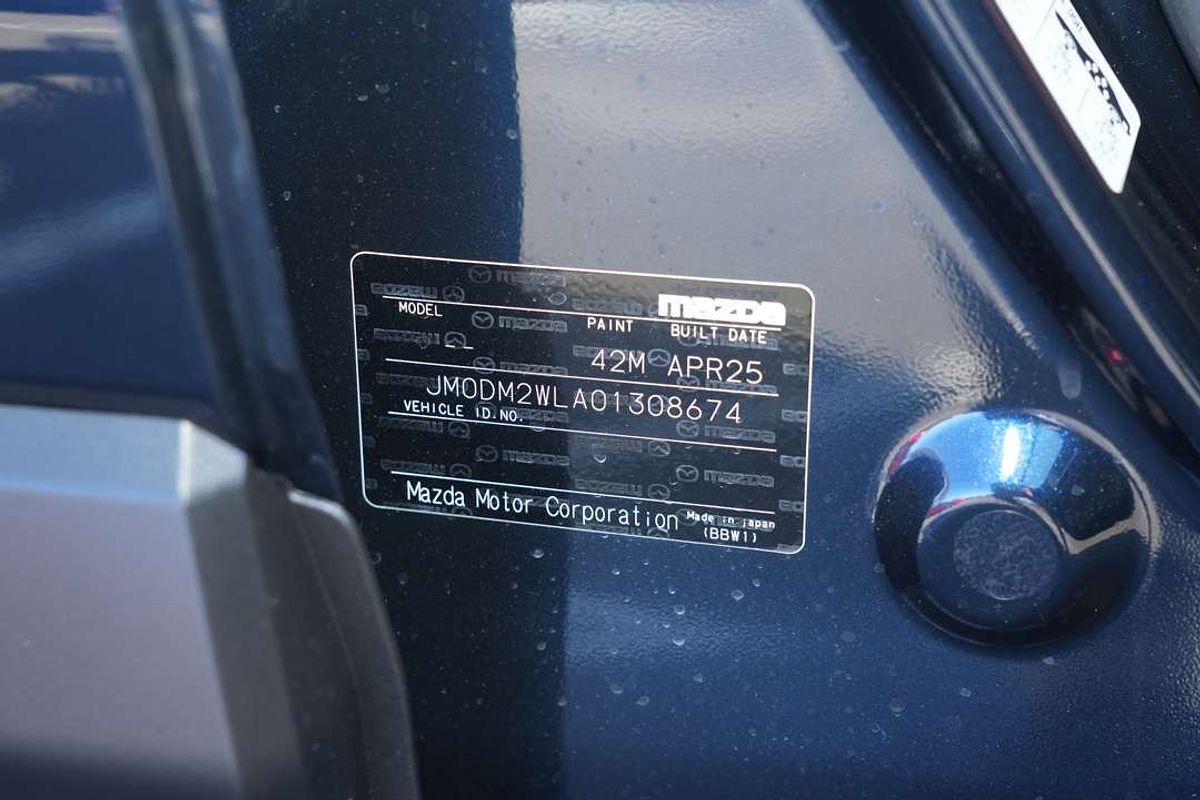 mazda
MODEL PAINT BUILT DATE
-- 42M APR25
JM0DM2WLA01308674
VEHICLE ID.NO.
Mazda Motor Corporation Made in Japan
(BBW1)